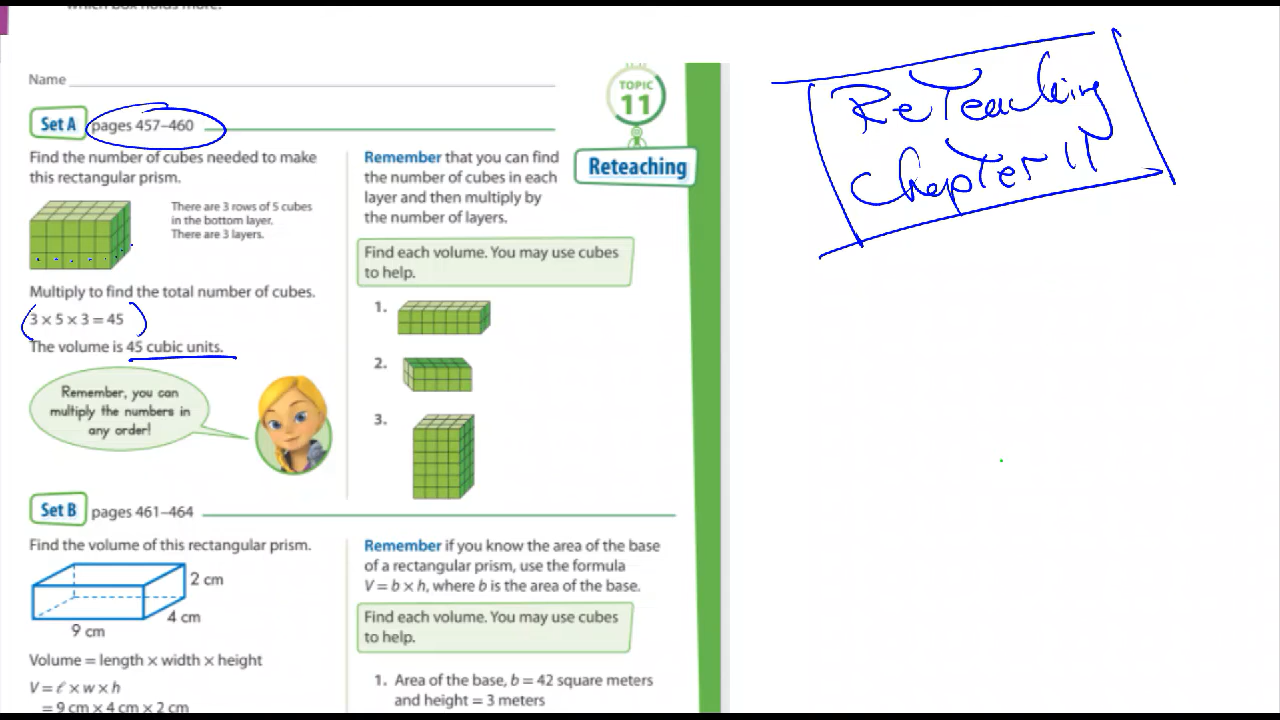 which box holds more.
Name
TOPIC
11
Reteaching
Set A pages 457–460
Find the number of cubes needed to make
this rectangular prism.
There are 3 rows of 5 cubes
in the bottom layer.
There are 3 layers.
Multiply to find the total number of cubes.
3 × 5 × 3 = 45
The volume is 45 cubic units.
Remember, you can
multiply the numbers in
any order!
Remember that you can find
the number of cubes in each
layer and then multiply by
the number of layers.
Find each volume. You may use cubes
to help.
1.
2.
3.
Set B pages 461–464
Find the volume of this rectangular prism.
2 cm
4 cm
9 cm
Volume = length × width × height
V = ℓ × w × h
= 9 cm × 4 cm × 2 cm
Remember if you know the area of the base
of a rectangular prism, use the formula
V = b × h, where b is the area of the base.
Find each volume. You may use cubes
to help.
1. Area of the base, b = 42 square meters
and height = 3 meters
ReTeaching
Chapter 11